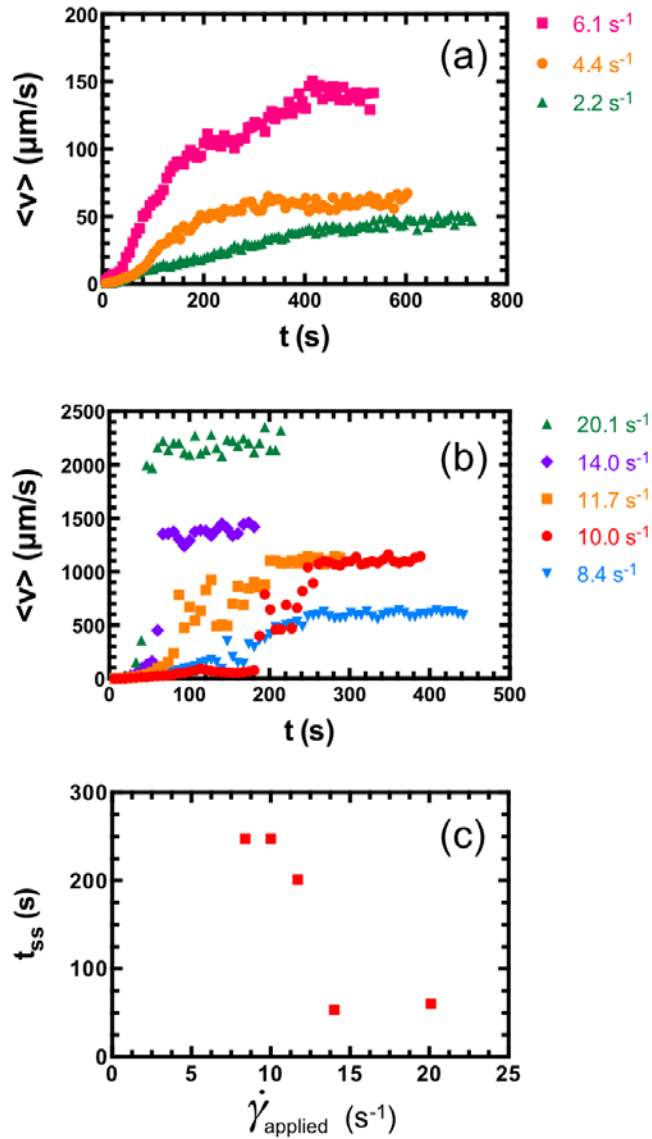 (a)
6.1 s⁻¹
4.4 s⁻¹
2.2 s⁻¹
<v> (µm/s)
200
150
100
50
0
0 200 400 600 800
t (s)
(b)
20.1 s⁻¹
14.0 s⁻¹
11.7 s⁻¹
10.0 s⁻¹
8.4 s⁻¹
<v> (µm/s)
2500
2000
1500
1000
500
0
0 100 200 300 400 500
t (s)
(c)
t_ss (s)
300
200
100
0
0 5 10 15 20 25
γ̇_applied (s⁻¹)